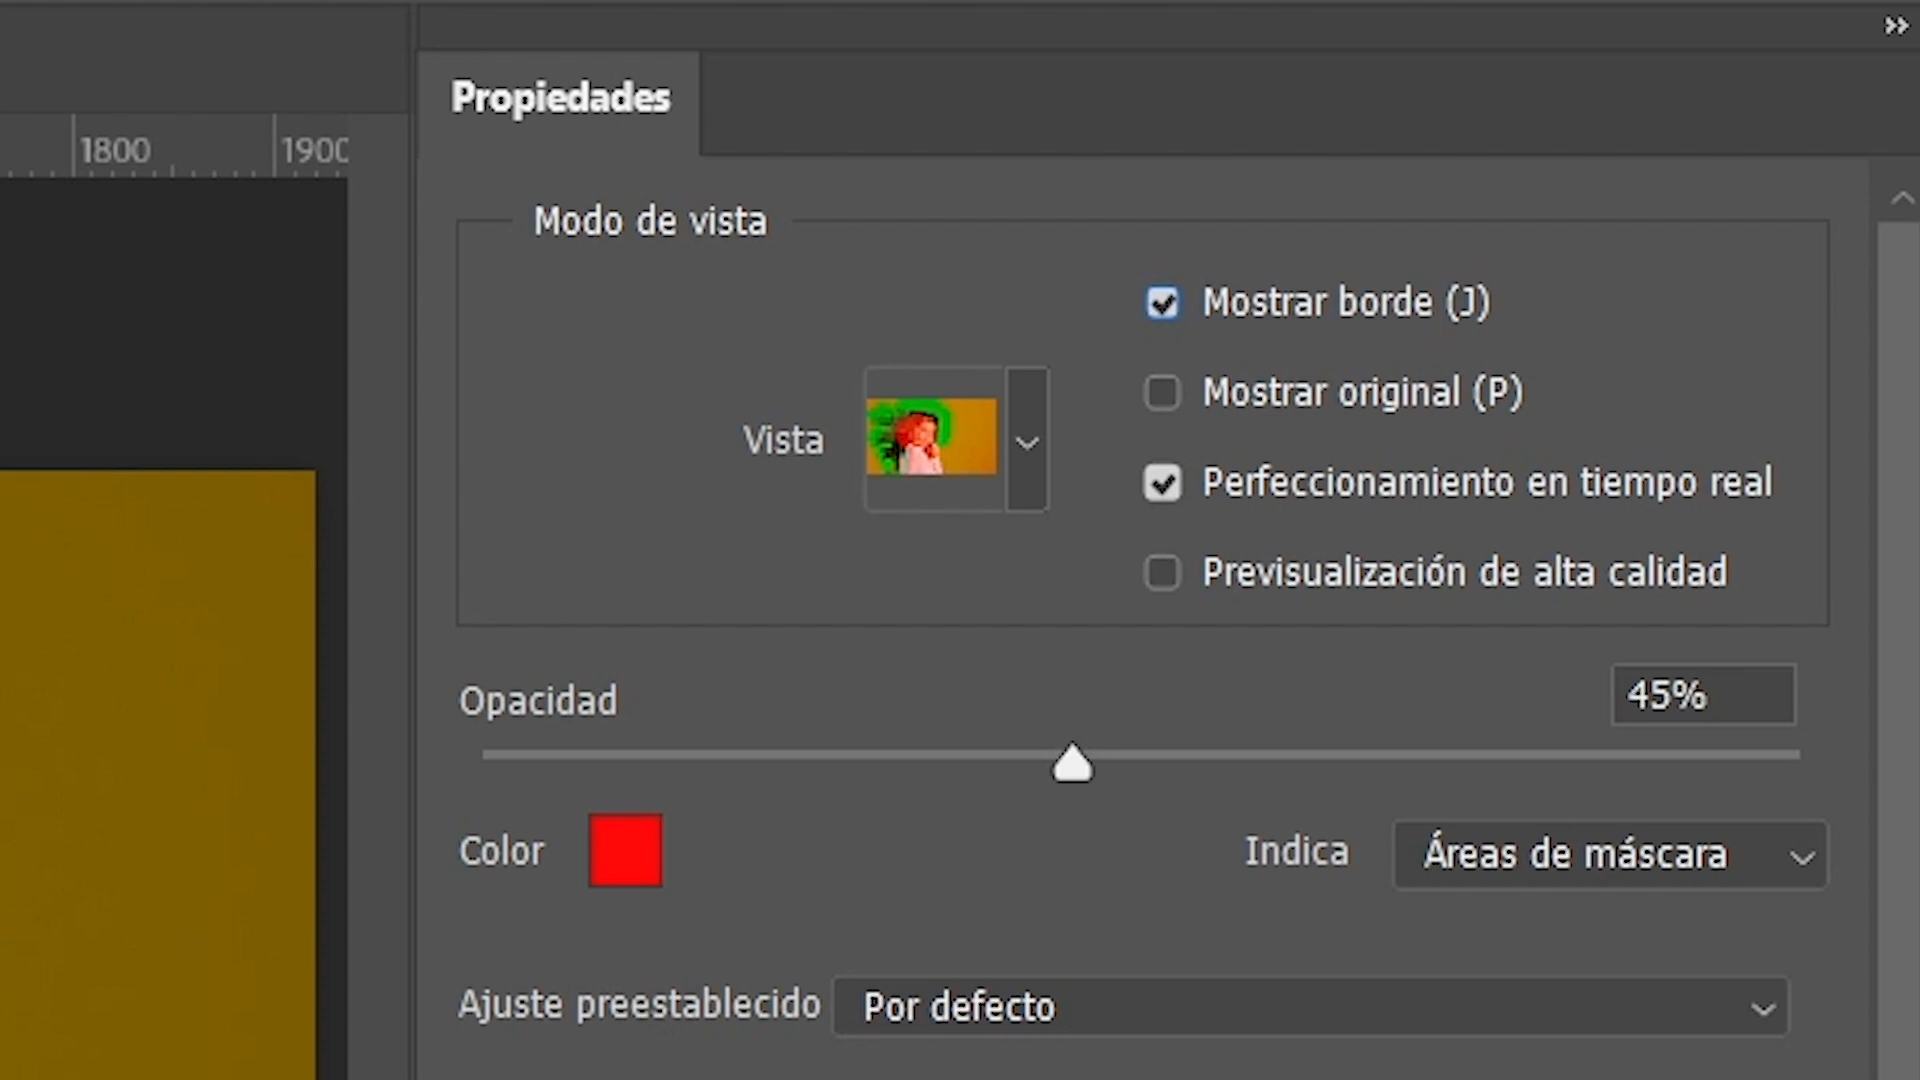 Propiedades
1800
1900
Modo de vista
Mostrar borde (J)
Mostrar original (P)
Vista
Perfeccionamiento en tiempo real
Previsualización de alta calidad
Opacidad
45%
Color
Indica
Áreas de máscara
Ajuste preestablecido
Por defecto